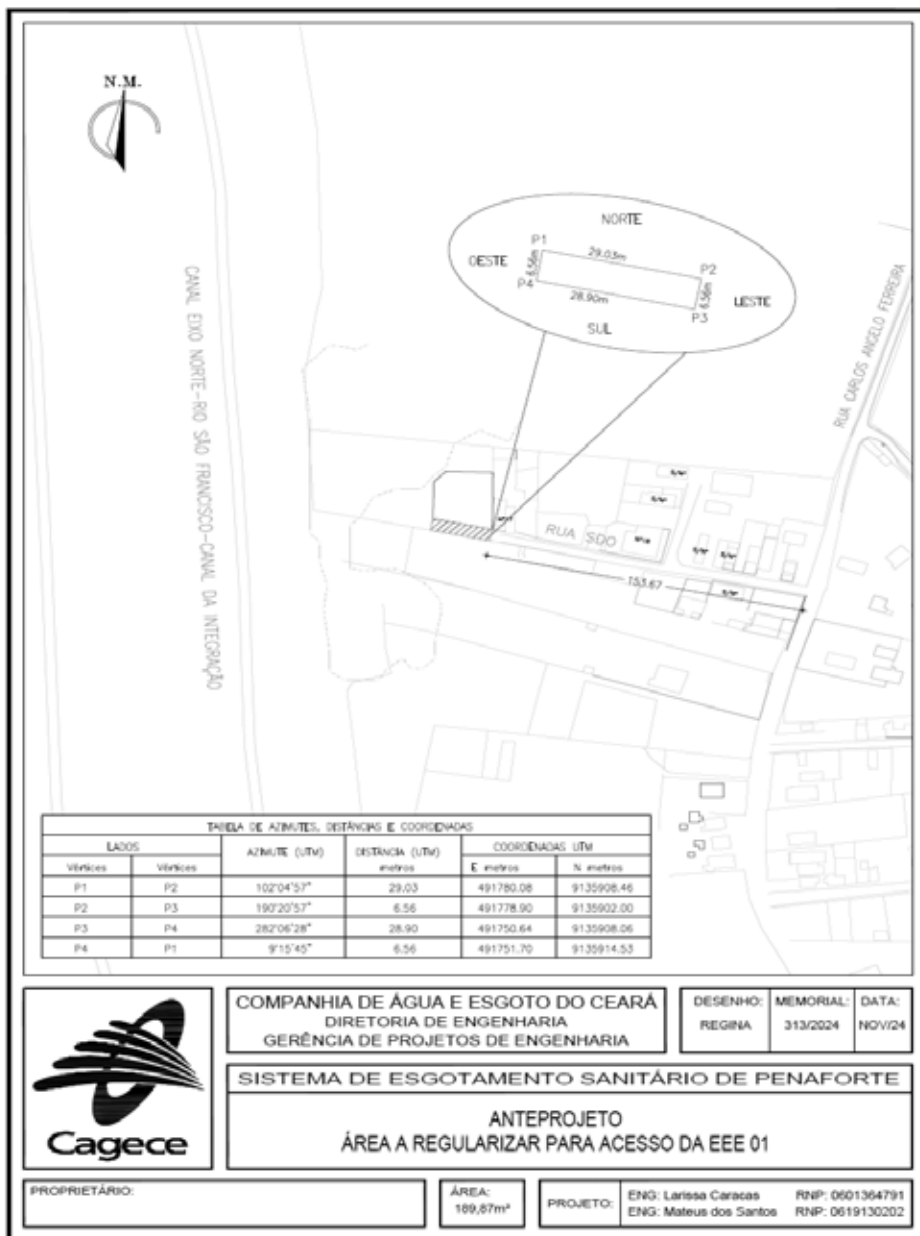 N.M.
NORTE
P1
29.03m
P2
OESTE
6.56m
6.56m
LESTE
P4
28.90m
P3
SUL
CANAL EIXO NORTE-RIO SÃO FRANCISCO-CANAL DA INTEGRAÇÃO
RUA CARLOS ANGELO FERREIRA
RUA SDO
153.67
TABELA DE AZIMUTES, DISTÂNCIAS E COORDENADAS
LADOS AZIMUTE (UTM) DISTÂNCIA (UTM) COORDENADAS UTM
Vértices Vértices metros E metros N metros
P1 P2 102°04'57" 29,03 491780.08 9135908.46
P2 P3 190°20'57" 6.56 491778.90 9135902.00
P3 P4 282°06'28" 28.90 491750.64 9135908.06
P4 P1 9°15'45" 6.56 491751.70 9135914.53
Cagece
COMPANHIA DE ÁGUA E ESGOTO DO CEARÁ
DIRETORIA DE ENGENHARIA
GERÊNCIA DE PROJETOS DE ENGENHARIA
DESENHO: MEMORIAL: DATA:
REGINA 313/2024 NOV/24
SISTEMA DE ESGOTAMENTO SANITÁRIO DE PENAFORTE
ANTEPROJETO
ÁREA A REGULARIZAR PARA ACESSO DA EEE 01
PROPRIETÁRIO:
ÁREA:
189,87m²
PROJETO:
ENG: Larissa Caracas RNP: 0601364791
ENG: Mateus dos Santos RNP: 0619130202